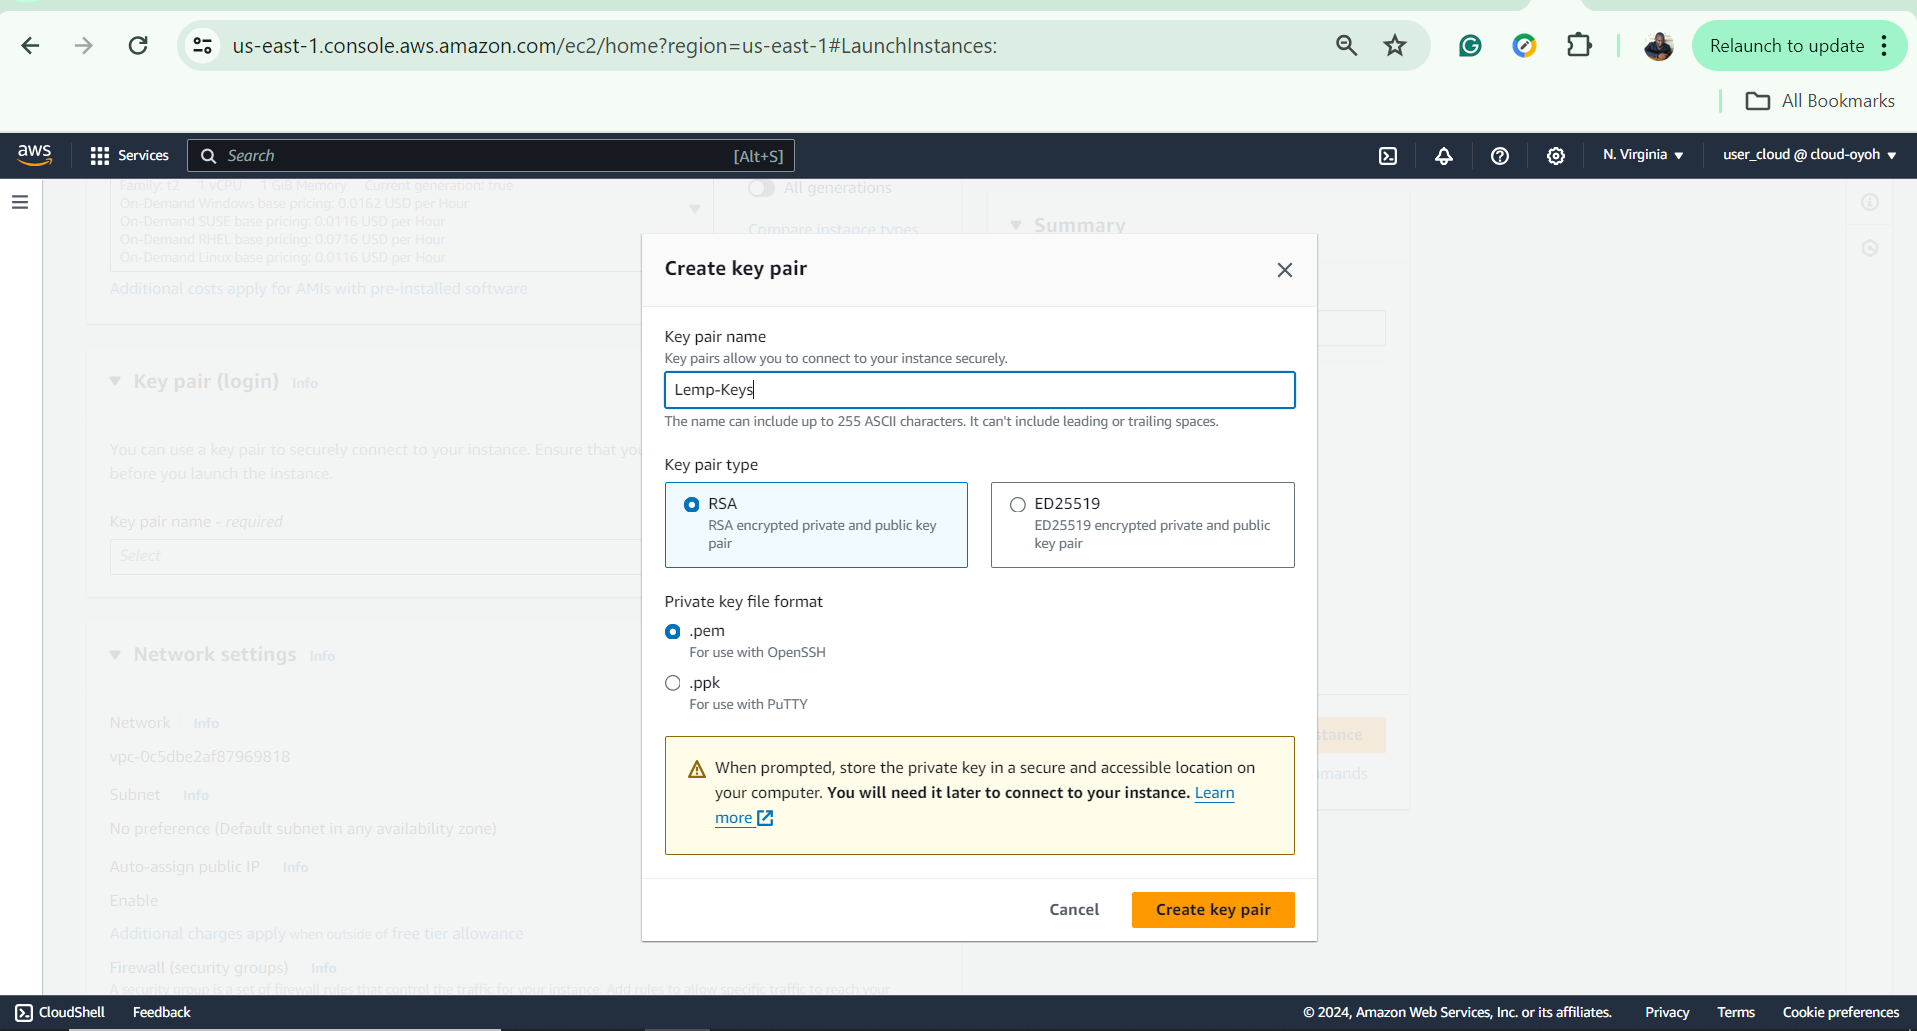 us-east-1.console.aws.amazon.com/ec2/home?region=us-east-1#LaunchInstances:
Relaunch to update
All Bookmarks
aws
Services
Search
[Alt+S]
N. Virginia
user_cloud @ cloud-oyoh
Family: t2 1 vCPU 1 GiB Memory Current generation: true
On-Demand Windows base pricing: 0.0162 USD per Hour
On-Demand SUSE base pricing: 0.0116 USD per Hour
On-Demand RHEL base pricing: 0.0716 USD per Hour
On-Demand Linux base pricing: 0.0116 USD per Hour
All generations
Compare instance types
Additional costs apply for AMIs with pre-installed software
Summary
Key pair (login) Info
You can use a key pair to securely connect to your instance. Ensure that you
before you launch the instance.
Key pair name - required
Select
Network settings Info
Network Info
vpc-0c5dbe2af87969818
Subnet Info
No preference (Default subnet in any availability zone)
Auto-assign public IP Info
Enable
Additional charges apply when outside of free tier allowance
Firewall (security groups) Info
A security group is a set of firewall rules that control the traffic for your instance. Add rules to allow specific traffic to reach your
Create key pair
Key pair name
Key pairs allow you to connect to your instance securely.
Lemp-Keys
The name can include up to 255 ASCII characters. It can't include leading or trailing spaces.
Key pair type
RSA
RSA encrypted private and public key
pair
ED25519
ED25519 encrypted private and public
key pair
Private key file format
.pem
For use with OpenSSH
.ppk
For use with PuTTY
When prompted, store the private key in a secure and accessible location on
your computer. You will need it later to connect to your instance. Learn
more
Cancel
Create key pair
stance
mands
CloudShell
Feedback
© 2024, Amazon Web Services, Inc. or its affiliates.
Privacy
Terms
Cookie preferences